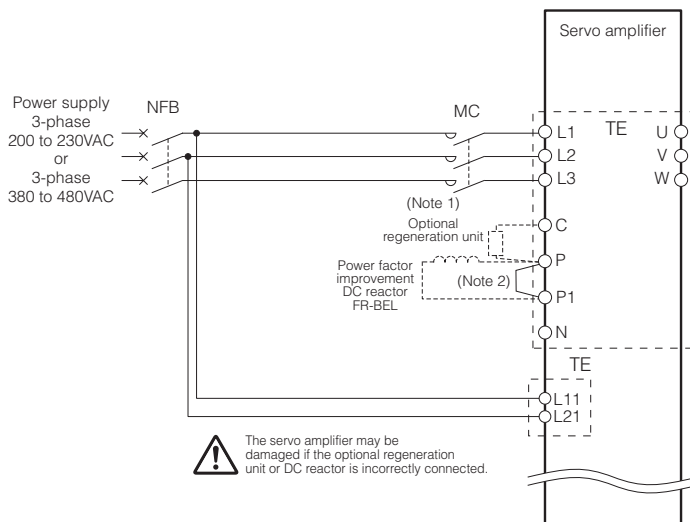 Servo amplifier
Power supply
3-phase
200 to 230VAC
or
3-phase
380 to 480VAC
NFB
MC
TE
L1
L2
L3
U
V
W
(Note 1)
Optional
regeneration unit
C
P
Power factor
improvement
DC reactor
FR-BEL
(Note 2)
P1
N
TE
L11
L21
The servo amplifier may be
damaged if the optional regeneration
unit or DC reactor is incorrectly connected.